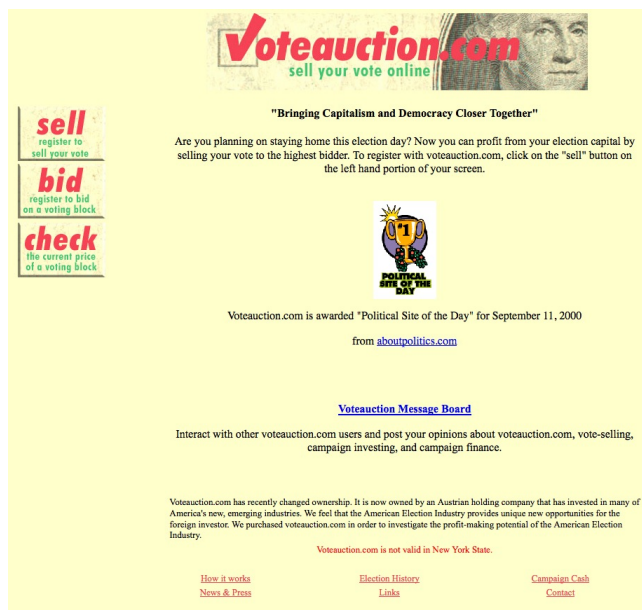 Voteauction.com
sell your vote online
sell
register to
sell your vote
bid
register to bid
on a voting block
check
the current price
of a voting block
"Bringing Capitalism and Democracy Closer Together"
Are you planning on staying home this election day? Now you can profit from your election capital by
selling your vote to the highest bidder. To register with voteauction.com, click on the "sell" button on
the left hand portion of your screen.
#1
POLITICAL
SITE OF THE
DAY
Voteauction.com is awarded "Political Site of the Day" for September 11, 2000
from aboutpolitics.com
Voteauction Message Board
Interact with other voteauction.com users and post your opinions about voteauction.com, vote-selling,
campaign investing, and campaign finance.
Voteauction.com has recently changed ownership. It is now owned by an Austrian holding company that has invested in many of
America's new, emerging industries. We feel that the American Election Industry provides unique new opportunities for the
foreign investor. We purchased voteauction.com in order to investigate the profit-making potential of the American Election
Industry.
Voteauction.com is not valid in New York State.
How it works Election History Campaign Cash
News & Press Links Contact